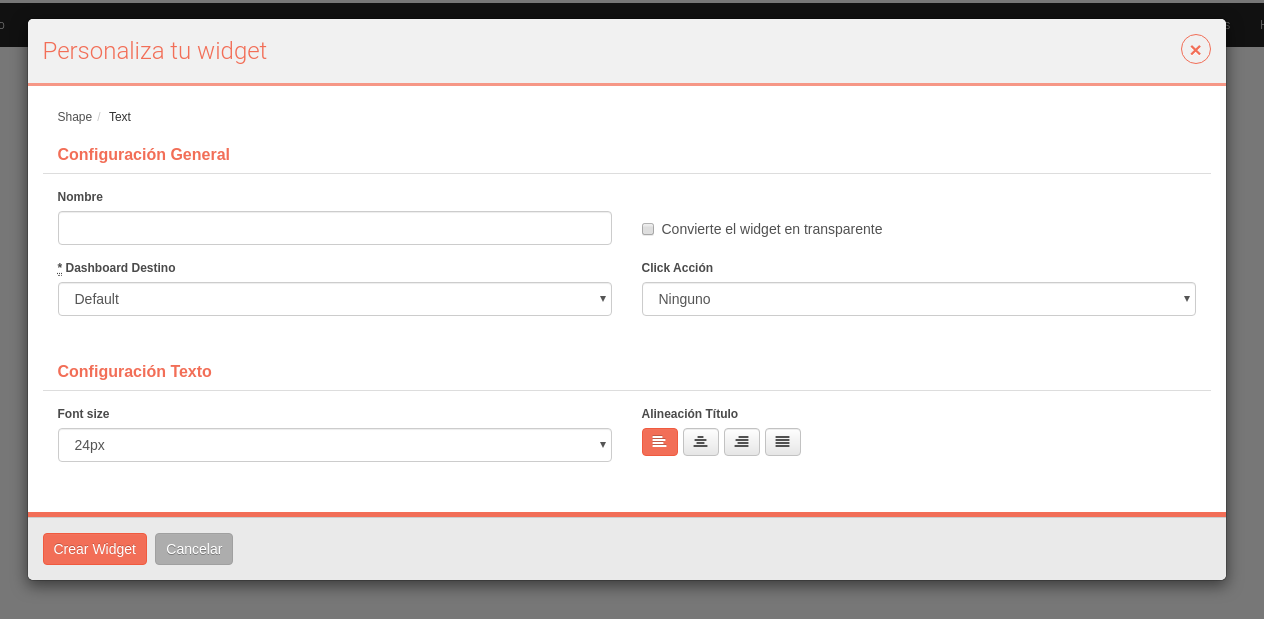 Personaliza tu widget
Shape / Text
Configuración General
Nombre
Convierte el widget en transparente
* Dashboard Destino
Click Acción
Default
Ninguno
Configuración Texto
Font size
Alineación Título
24px
Crear Widget
Cancelar